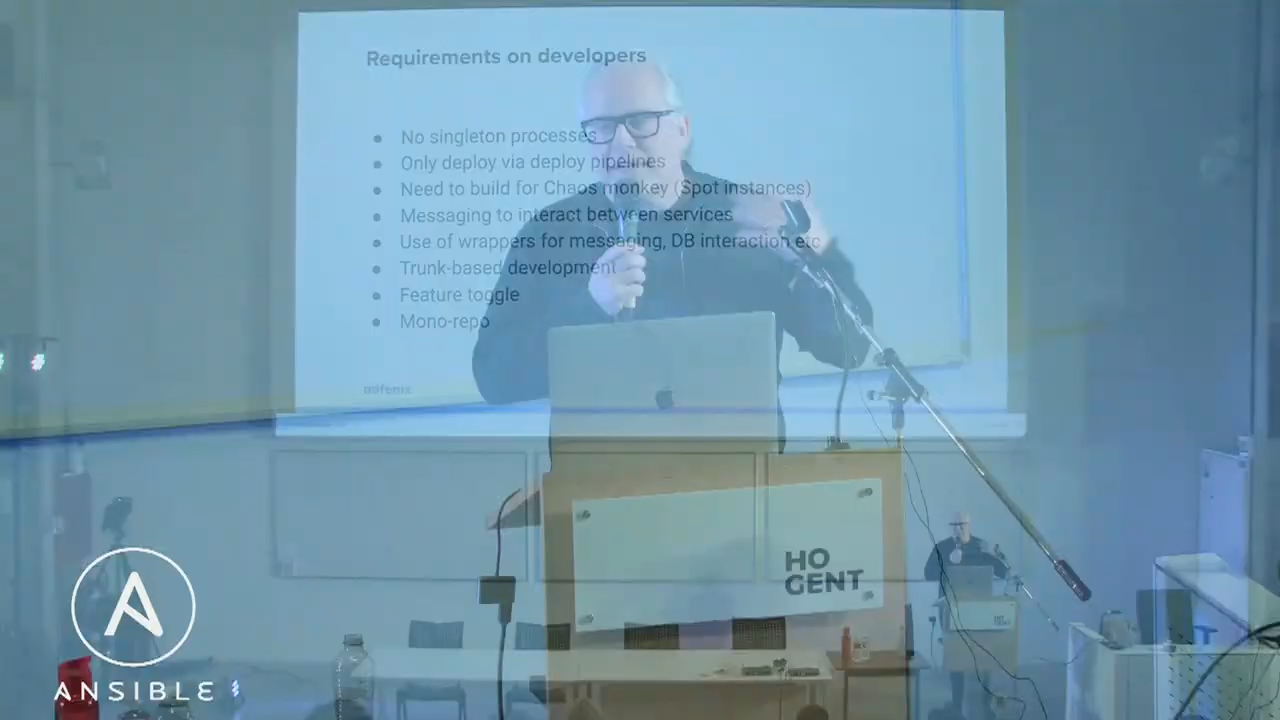 Requirements on developers
No singleton processes
Only deploy via deploy pipelines
Need to build for Chaos monkey (Spot instances)
Messaging to interact between services
Use of wrappers for messaging, DB interaction etc
Trunk-based development
Feature toggle
Mono-repo
HO
GENT
ANSIBLE